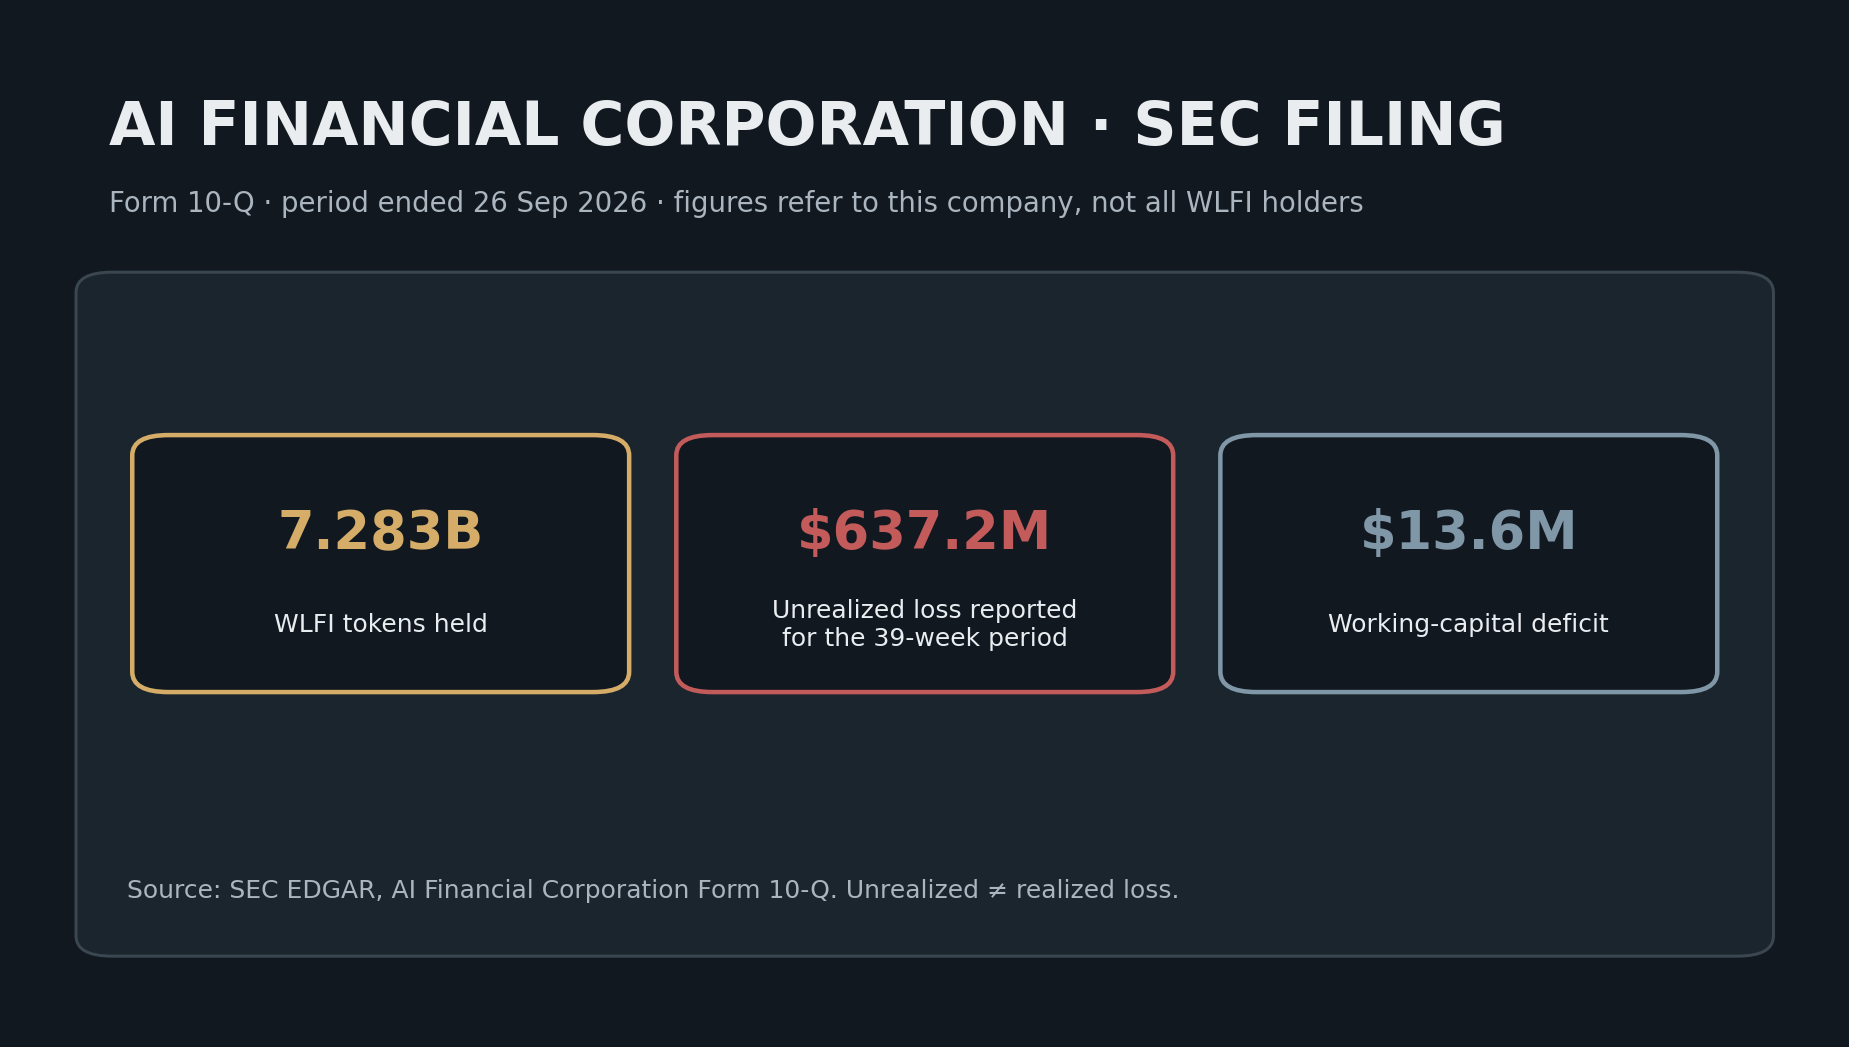 AI FINANCIAL CORPORATION · SEC FILING
Form 10-Q · period ended 26 Sep 2026 · figures refer to this company, not all WLFI holders
7.283B
WLFI tokens held
$637.2M
Unrealized loss reported
for the 39-week period
$13.6M
Working-capital deficit
Source: SEC EDGAR, AI Financial Corporation Form 10-Q. Unrealized ≠ realized loss.